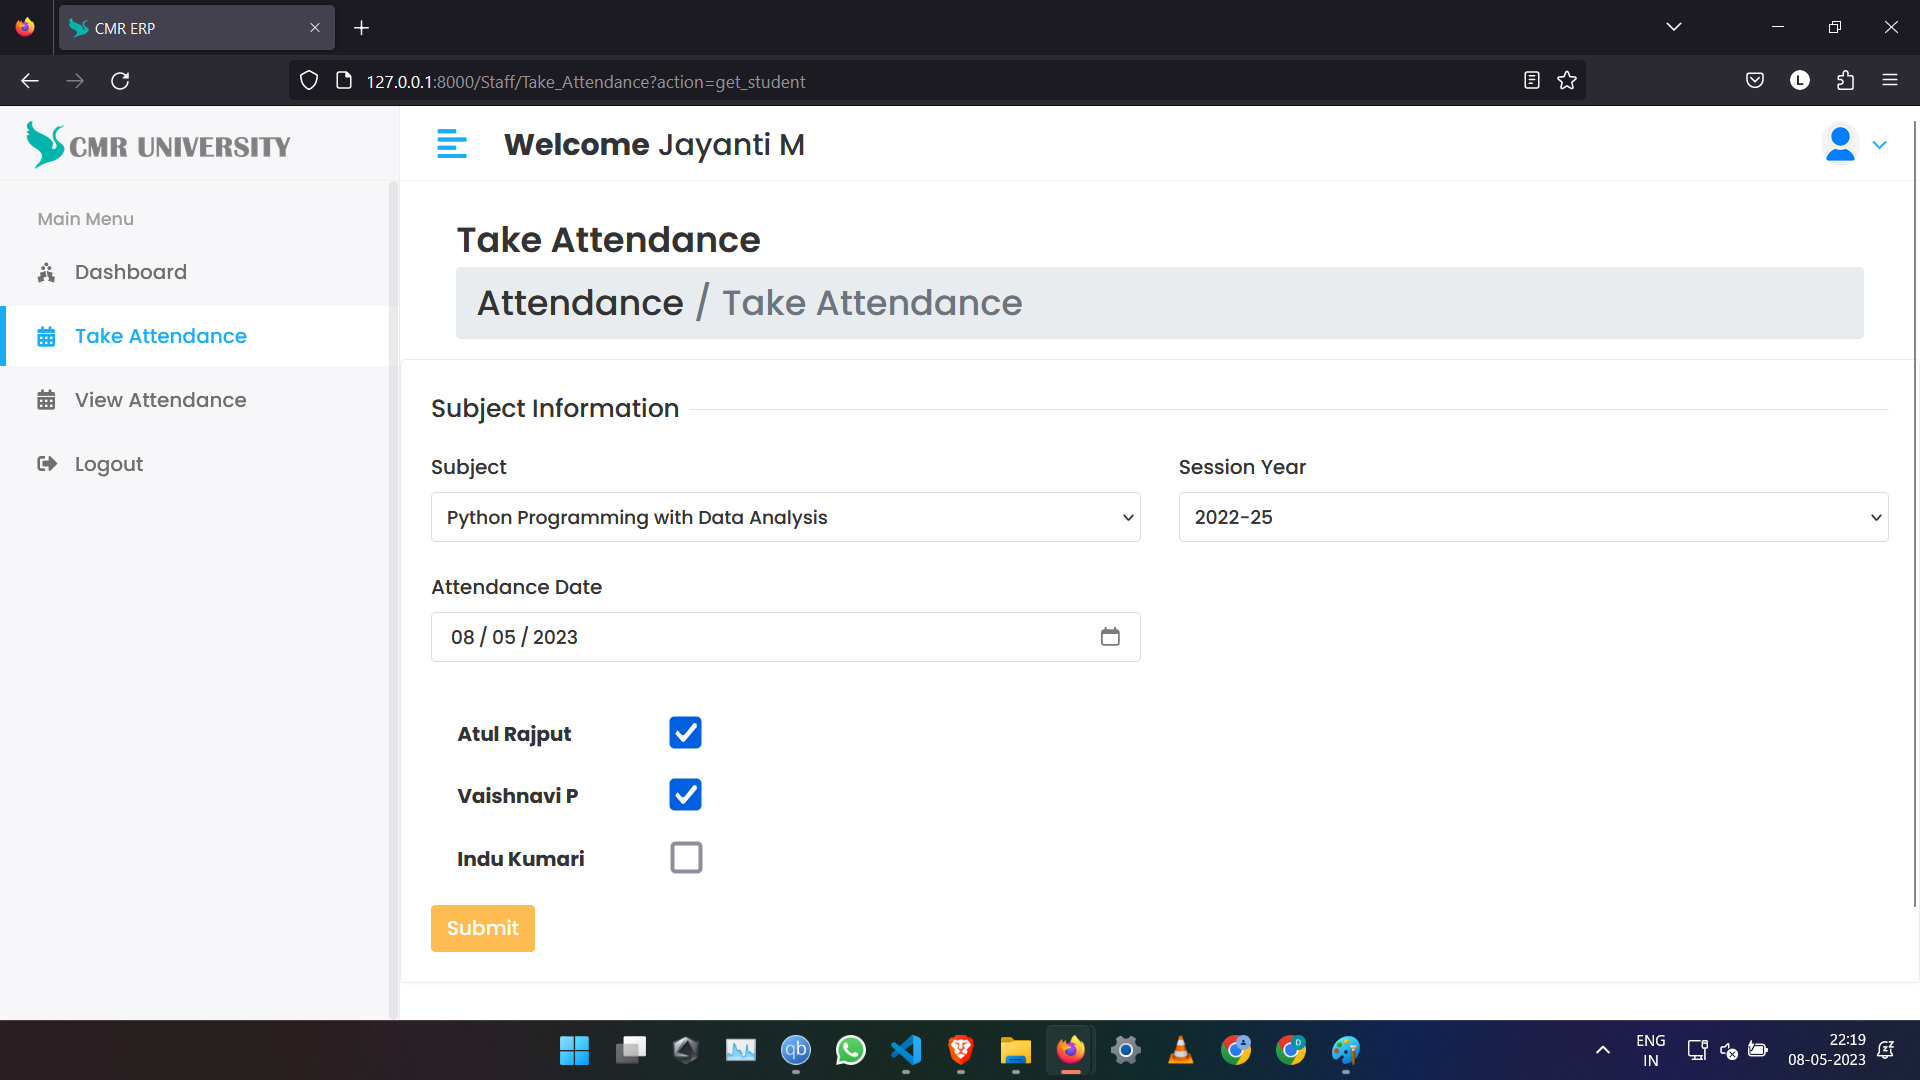 CMR ERP
127.0.0.1:8000/Staff/Take_Attendance?action=get_student
L
CMR UNIVERSITY
Welcome Jayanti M
Main Menu
Dashboard
Take Attendance
View Attendance
Logout
Take Attendance
Attendance / Take Attendance
Subject Information
Subject
Session Year
Python Programming with Data Analysis
2022-25
Attendance Date
08 / 05 / 2023
Atul Rajput
Vaishnavi P
Indu Kumari
Submit
qb
D
ENG
IN
22:19
08-05-2023